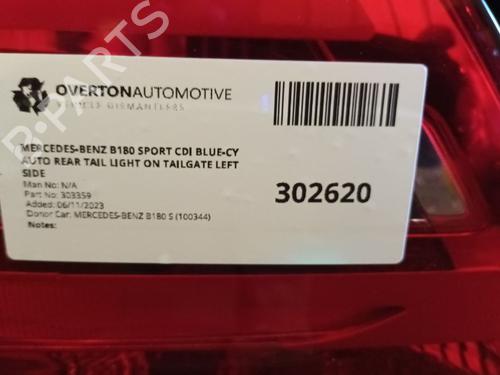 B-PARTS
OVERTONAUTOMOTIVE
VEHICLE DISMANTLERS
MERCEDES-BENZ B180 SPORT CDI BLUE-CY
AUTO REAR TAIL LIGHT ON TAILGATE LEFT
SIDE
Man No: N/A
Part No: 303359
Added: 06/11/2023
Donor Car: MERCEDES-BENZ B180 S (100344)
Notes:
302620